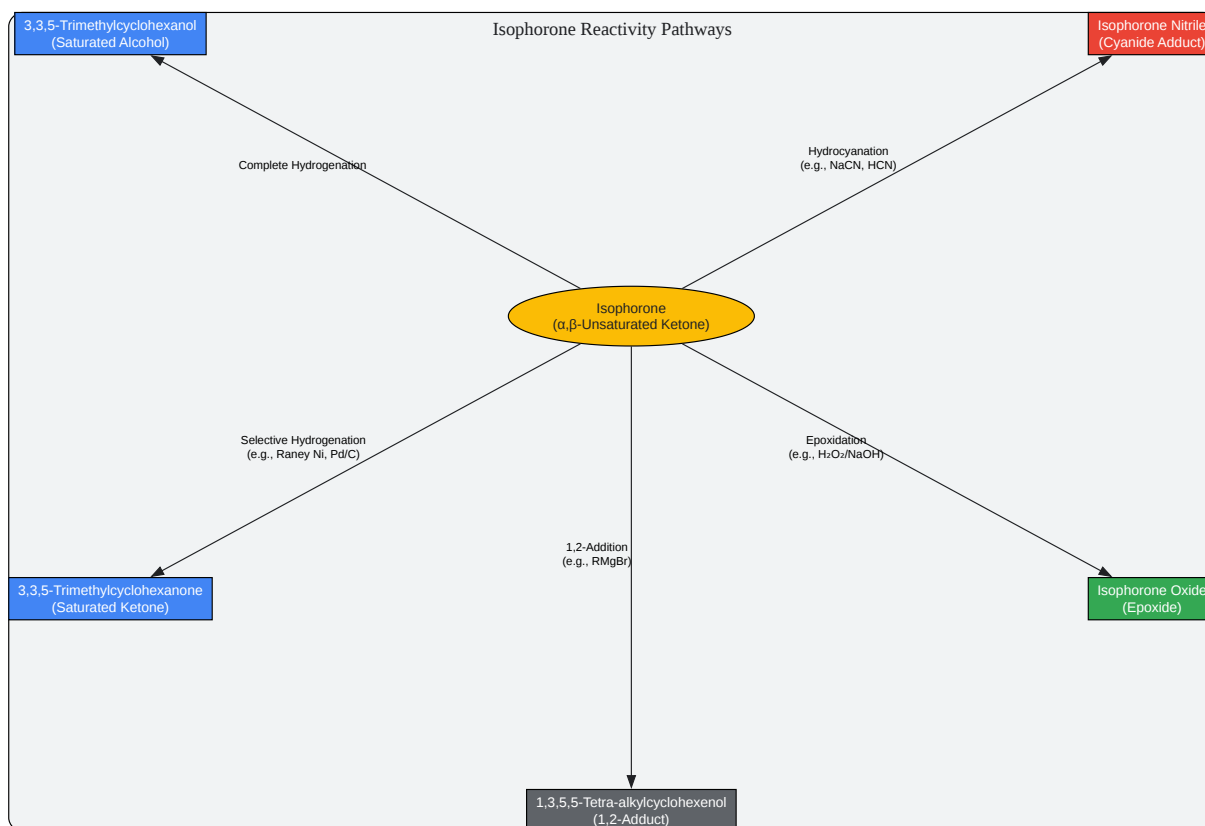 3,3,5-Trimethylcyclohexanol
(Saturated Alcohol)
Isophorone Reactivity Pathways
Isophorone Nitrile
(Cyanide Adduct)
Complete Hydrogenation
Hydrocyanation
(e.g., NaCN, HCN)
Isophorone
(α,β-Unsaturated Ketone)
Selective Hydrogenation
(e.g., Raney Ni, Pd/C)
Epoxidation
(e.g., H₂O₂/NaOH)
1,2-Addition
(e.g., RMgBr)
3,3,5-Trimethylcyclohexanone
(Saturated Ketone)
Isophorone Oxide
(Epoxide)
1,3,5,5-Tetra-alkylcyclohexenol
(1,2-Adduct)